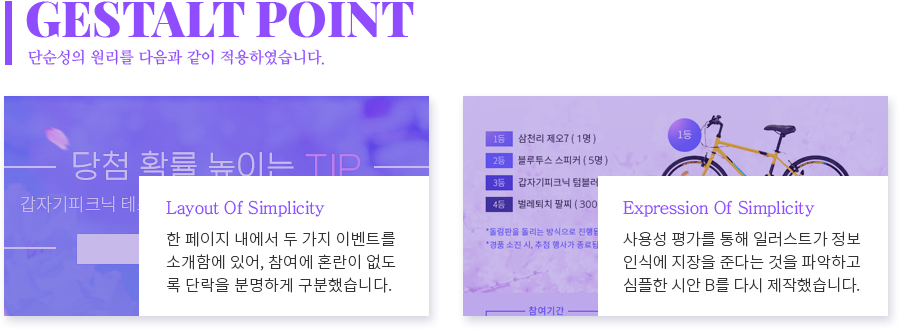 GESTALT POINT
단순성의 원리를 다음과 같이 적용하였습니다.
당첨 확률 높이는 TIP
갑자기피크닉
Layout Of Simplicity
한 페이지 내에서 두 가지 이벤트를
소개함에 있어, 참여에 혼란이 없도
록 단락을 분명하게 구분했습니다.
1등 삼천리 제오7 ( 1명 )
2등 블루투스 스피커 ( 5명 )
3등 갑자기피크닉 텀블러
4등 벌레퇴치 팔찌 ( 300
1등
*돌림판을 돌리는 방식으로 진행됩
*경품 소진 시, 추첨 행사가 종료됩
참여기간
Expression Of Simplicity
사용성 평가를 통해 일러스트가 정보
인식에 지장을 준다는 것을 파악하고
심플한 시안 B를 다시 제작했습니다.